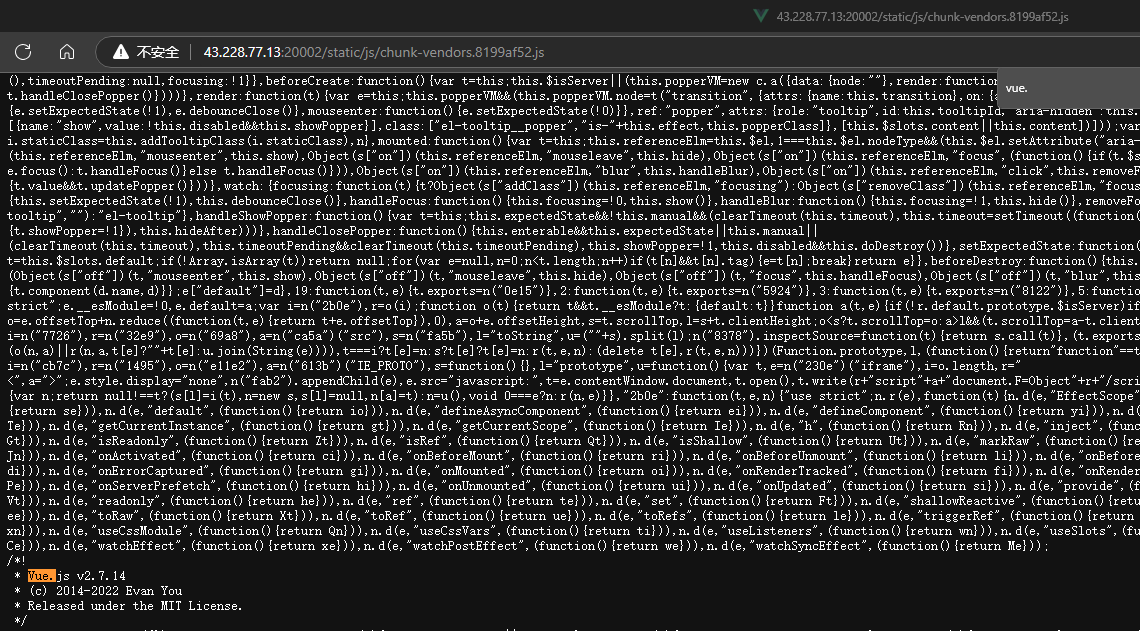 43.228.77.13:20002/static/js/chunk-vendors.8199af52.js
不安全 43.228.77.13:20002/static/js/chunk-vendors.8199af52.js
vue.
(),timeoutPending:null,focusing:!1}},beforeCreate:function(){var t=this;this.$isServer||(this.popperVM=new c.a({data:{node:""},render:function
t.handleClosePopper()})))},render:function(t){var e=this;this.popperVM&&(this.popperVM.node=t("transition",{attrs:{name:this.transition},on:{
{e.setExpectedState(!1),e.debounceClose()},mouseenter:function(){e.setExpectedState(!0)}},ref:"popper",attrs:{role:"tooltip",id:this.tooltipId,"aria-hidden":this.
[{name:"show",value:!this.disabled&&this.showPopper}],class:["el-tooltip__popper","is-"+this.effect,this.popperClass]},[this.$slots.content||this.content])]));var
i.staticClass=this.addTooltipClass(i.staticClass),n},mounted:function(){var t=this;this.referenceElm=this.$el,1===this.$el.nodeType&&(this.$el.setAttribute("aria-
(this.referenceElm,"mouseenter",this.show),Object(s["on"])(this.referenceElm,"mouseleave",this.hide),Object(s["on"])(this.referenceElm,"focus",(function(){if(t.$s
e.focus():t.handleFocus()}else t.handleFocus()})),Object(s["on"])(this.referenceElm,"blur",this.handleBlur),Object(s["on"])(this.referenceElm,"click",this.removeF
{t.value&&t.updatePopper()}))},watch:{focusing:function(t){t?Object(s["addClass"])(this.referenceElm,"focusing"):Object(s["removeClass"])(this.referenceElm,"focus
{this.setExpectedState(!1),this.debounceClose()},handleFocus:function(){this.focusing=!0,this.show()},handleBlur:function(){this.focusing=!1,this.hide()},removeFo
tooltip",""):"el-tooltip"},handleShowPopper:function(){var t=this;this.expectedState&&!this.manual&&(clearTimeout(this.timeout),this.timeout=setTimeout((function(
{t.showPopper=!1}),this.hideAfter)))},handleClosePopper:function(){this.enterable&&this.expectedState||this.manual||
(clearTimeout(this.timeout),this.timeoutPending&&clearTimeout(this.timeoutPending),this.showPopper=!1,this.disabled&&this.doDestroy())},setExpectedState:function(
t=this.$slots.default;if(!Array.isArray(t))return null;for(var e=null,n=0;n<t.length;n++)if(t[n]&&t[n].tag){e=t[n];break}return e}},beforeDestroy:function(){this.
(Object(s["off"])(t,"mouseenter",this.show),Object(s["off"])(t,"mouseleave",this.hide),Object(s["off"])(t,"focus",this.handleFocus),Object(s["off"])(t,"blur",this
{t.component(d.name,d)}};e["default"]=d},19:function(t,e){t.exports=n("0e15")},2:function(t,e){t.exports=n("5924")},3:function(t,e){t.exports=n("8122")},5:functio
strict";e.__esModule=!0,e.default=a;var i=n("2b0e"),r=o(i);function o(t){return t&&t.__esModule?t:{default:t}}function a(t,e){if(!r.default.prototype.$isServer)if
o=e.offsetTop+n.reduce((function(t,e){return t+e.offsetTop}),0),a=o+e.offsetHeight,s=t.scrollTop,l=s+t.clientHeight;o<s?t.scrollTop=o:a>l&&(t.scrollTop=a-t.client
i=n("7726"),r=n("32e9"),o=n("69a8"),a=n("ca5a")("src"),s=n("fa5b"),l="toString",u=(""+s).split(l);n("8378").inspectSource=function(t){return s.call(t)},(t.exports
(o(n,a)||r(n,a,t[e]?""+t[e]:u.join(String(e)))),t===i?t[e]=n:s?t[e]?t[e]=n:r(t,e,n):(delete t[e],r(t,e,n)))})(Function.prototype,l,(function(){return"function"==t
i=n("cb7c"),r=n("1495"),o=n("e11e2"),a=n("613b")("IE_PROTO"),s=function(){},l="prototype",u=function(){var t,e=n("230e")("iframe"),i=o.length,r="
<",a=">";e.style.display="none",n("fab2").appendChild(e),e.src="javascript:",t=e.contentWindow.document,t.open(),t.write(r+"script"+a+"document.F=Object"+r+"/scri
{var n;return null!==t?(s[l]=i(t),n=new s,s[l]=null,n[a]=t):n=u(),void 0===e?n:r(n,e)}},"2b0e":function(t,e,n){"use strict";n.r(e),function(t){n.d(e,"EffectScope"
{return se})),n.d(e,"default",(function(){return io})),n.d(e,"defineAsyncComponent",(function(){return ei})),n.d(e,"defineComponent",(function(){return yi})),n.d(
Te})),n.d(e,"getCurrentInstance",(function(){return gt})),n.d(e,"getCurrentScope",(function(){return Ie})),n.d(e,"h",(function(){return Rn})),n.d(e,"inject",(func
Gt})),n.d(e,"isReadonly",(function(){return Zt})),n.d(e,"isRef",(function(){return Qt})),n.d(e,"isShallow",(function(){return Ut})),n.d(e,"markRaw",(function(){re
Jn})),n.d(e,"onActivated",(function(){return ci})),n.d(e,"onBeforeMount",(function(){return ri})),n.d(e,"onBeforeUnmount",(function(){return li})),n.d(e,"onBefore
di})),n.d(e,"onErrorCaptured",(function(){return gi})),n.d(e,"onMounted",(function(){return oi})),n.d(e,"onRenderTracked",(function(){return fi})),n.d(e,"onRender
Pe})),n.d(e,"onServerPrefetch",(function(){return hi})),n.d(e,"onUnmounted",(function(){return ui})),n.d(e,"onUpdated",(function(){return si})),n.d(e,"provide",(f
Vt})),n.d(e,"readonly",(function(){return he})),n.d(e,"ref",(function(){return te})),n.d(e,"set",(function(){return Ft})),n.d(e,"shallowReactive",(function(){retu
ee})),n.d(e,"toRaw",(function(){return Xt})),n.d(e,"toRef",(function(){return ue})),n.d(e,"toRefs",(function(){return le})),n.d(e,"triggerRef",(function(){return
xn})),n.d(e,"useCssModule",(function(){return Qn})),n.d(e,"useCssVars",(function(){return ti})),n.d(e,"useListeners",(function(){return wn})),n.d(e,"useSlots",(fu
Ce})),n.d(e,"watchEffect",(function(){return xe})),n.d(e,"watchPostEffect",(function(){return we})),n.d(e,"watchSyncEffect",(function(){return Me}));
/*!
* Vue.js v2.7.14
* (c) 2014-2022 Evan You
* Released under the MIT License.
*/